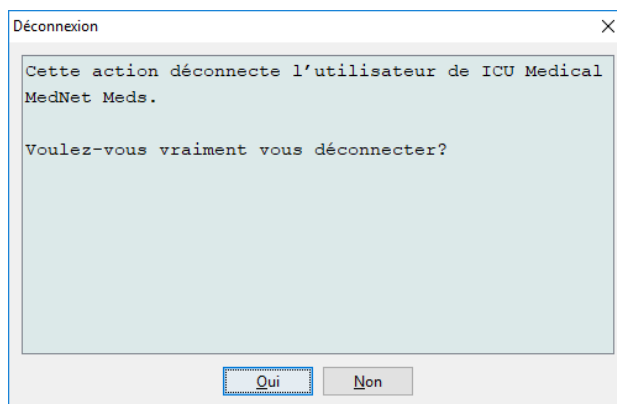 Déconnexion
Cette action déconnecte l'utilisateur de ICU Medical
MedNet Meds.
Voulez-vous vraiment vous déconnecter?
Oui
Non